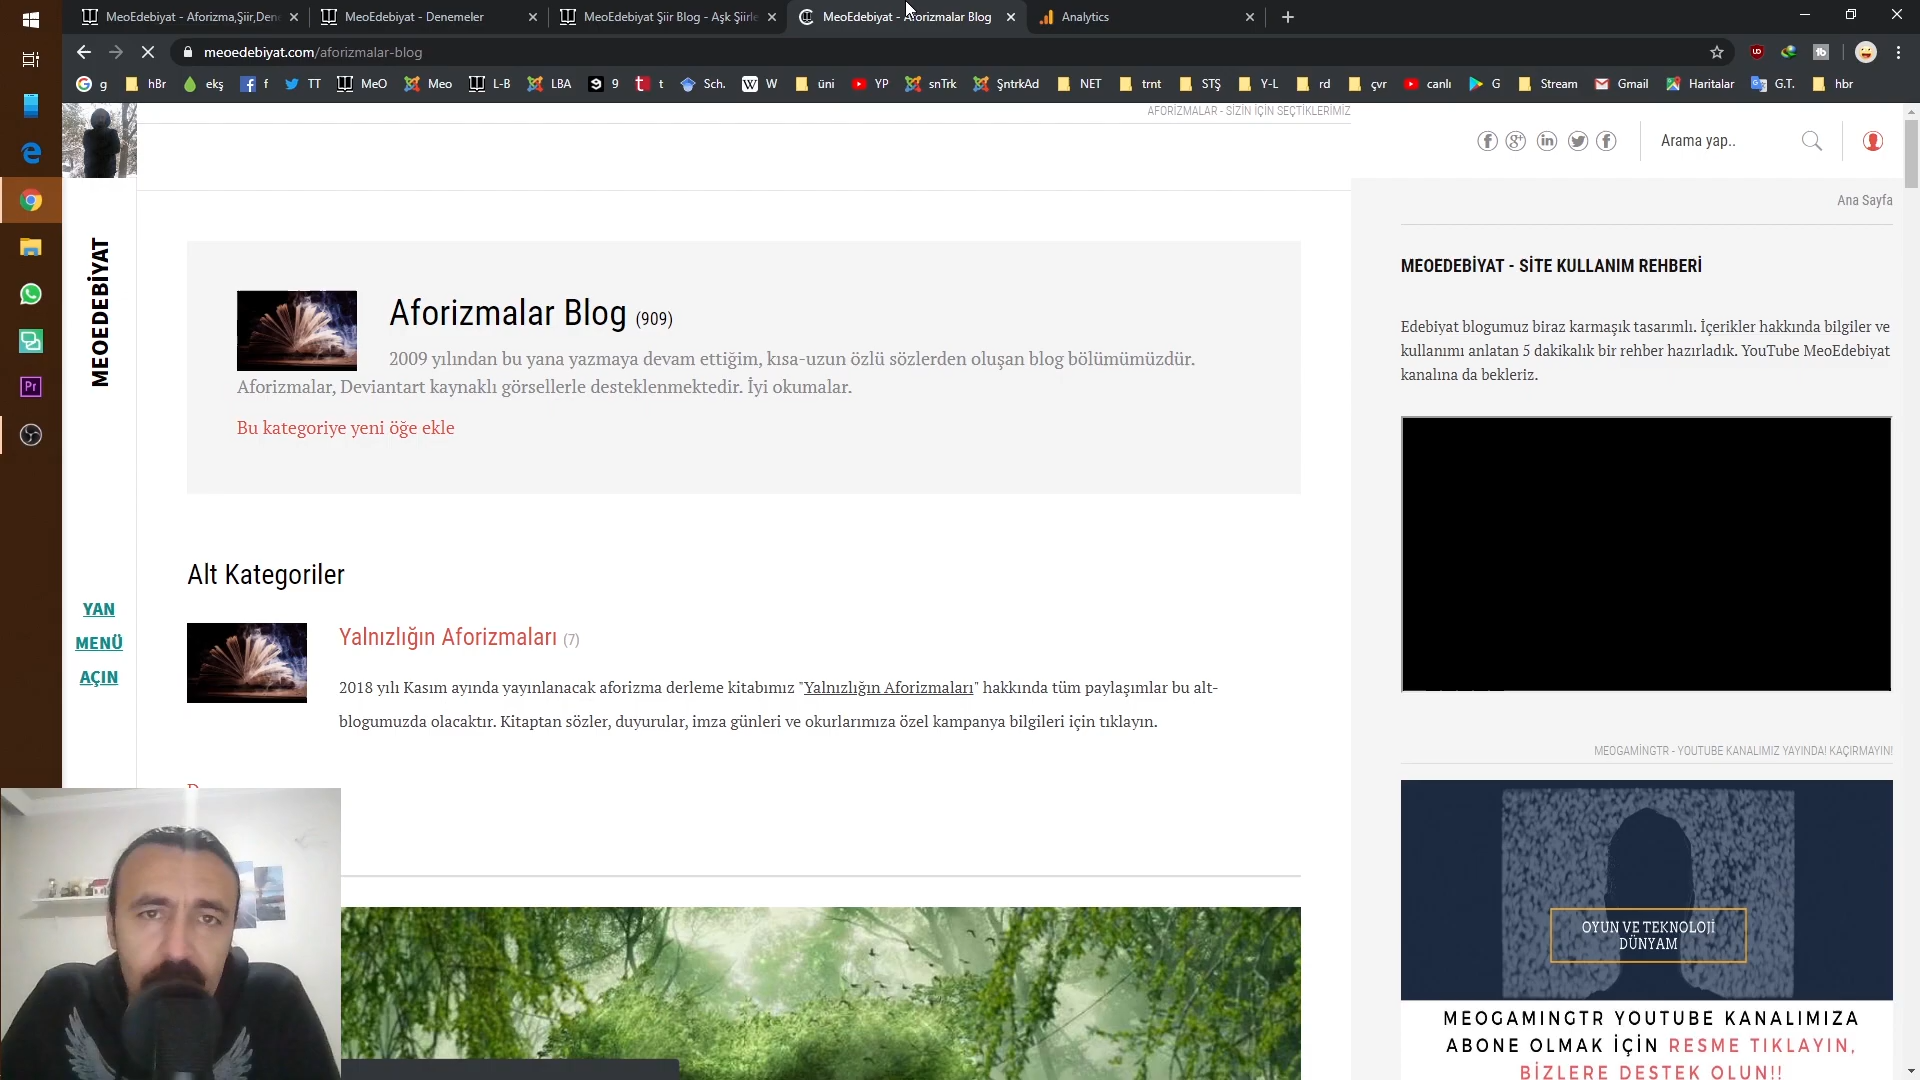 MeoEdebiyat - Aforizma,Şiir,Den
MeoEdebiyat - Denemeler
MeoEdebiyat Şiir Blog - Aşk Şiirle
MeoEdebiyat - Aforizmalar Blog
Analytics
meoedebiyat.com/aforizmalar-blog
g hBr ekş f TT MeO Meo L-B LBA 9 t Sch. W üni YP snTrk ŞntrkAd NET trnt STŞ Y-L rd çvr canlı G Stream Gmail Haritalar G.T. hbr
AFORİZMALAR - SİZİN İÇİN SEÇTİKLERİMİZ
Arama yap..
Ana Sayfa
MEOEDEBİYAT
YAN
MENÜ
AÇIN
Aforizmalar Blog (909)
2009 yılından bu yana yazmaya devam ettiğim, kısa-uzun özlü sözlerden oluşan blog bölümümüzdür.
Aforizmalar, Deviantart kaynaklı görsellerle desteklenmektedir. İyi okumalar.
Bu kategoriye yeni öğe ekle
Alt Kategoriler
Yalnızlığın Aforizmaları (7)
2018 yılı Kasım ayında yayınlanacak aforizma derleme kitabımız "Yalnızlığın Aforizmaları" hakkında tüm paylaşımlar bu alt-
blogumuzda olacaktır. Kitaptan sözler, duyurular, imza günleri ve okurlarımıza özel kampanya bilgileri için tıklayın.
MEOEDEBİYAT - SİTE KULLANIM REHBERİ
Edebiyat blogumuz biraz karmaşık tasarımlı. İçerikler hakkında bilgiler ve
kullanımı anlatan 5 dakikalık bir rehber hazırladık. YouTube MeoEdebiyat
kanalına da bekleriz.
MEOGAMİNGTR - YOUTUBE KANALIMIZ YAYINDA! KAÇIRMAYIN!
OYUN VE TEKNOLOJİ
DÜNYAM
MEOGAMINGTR YOUTUBE KANALIMIZA
ABONE OLMAK İÇİN RESME TIKLAYIN,
BİZLERE DESTEK OLUN!!